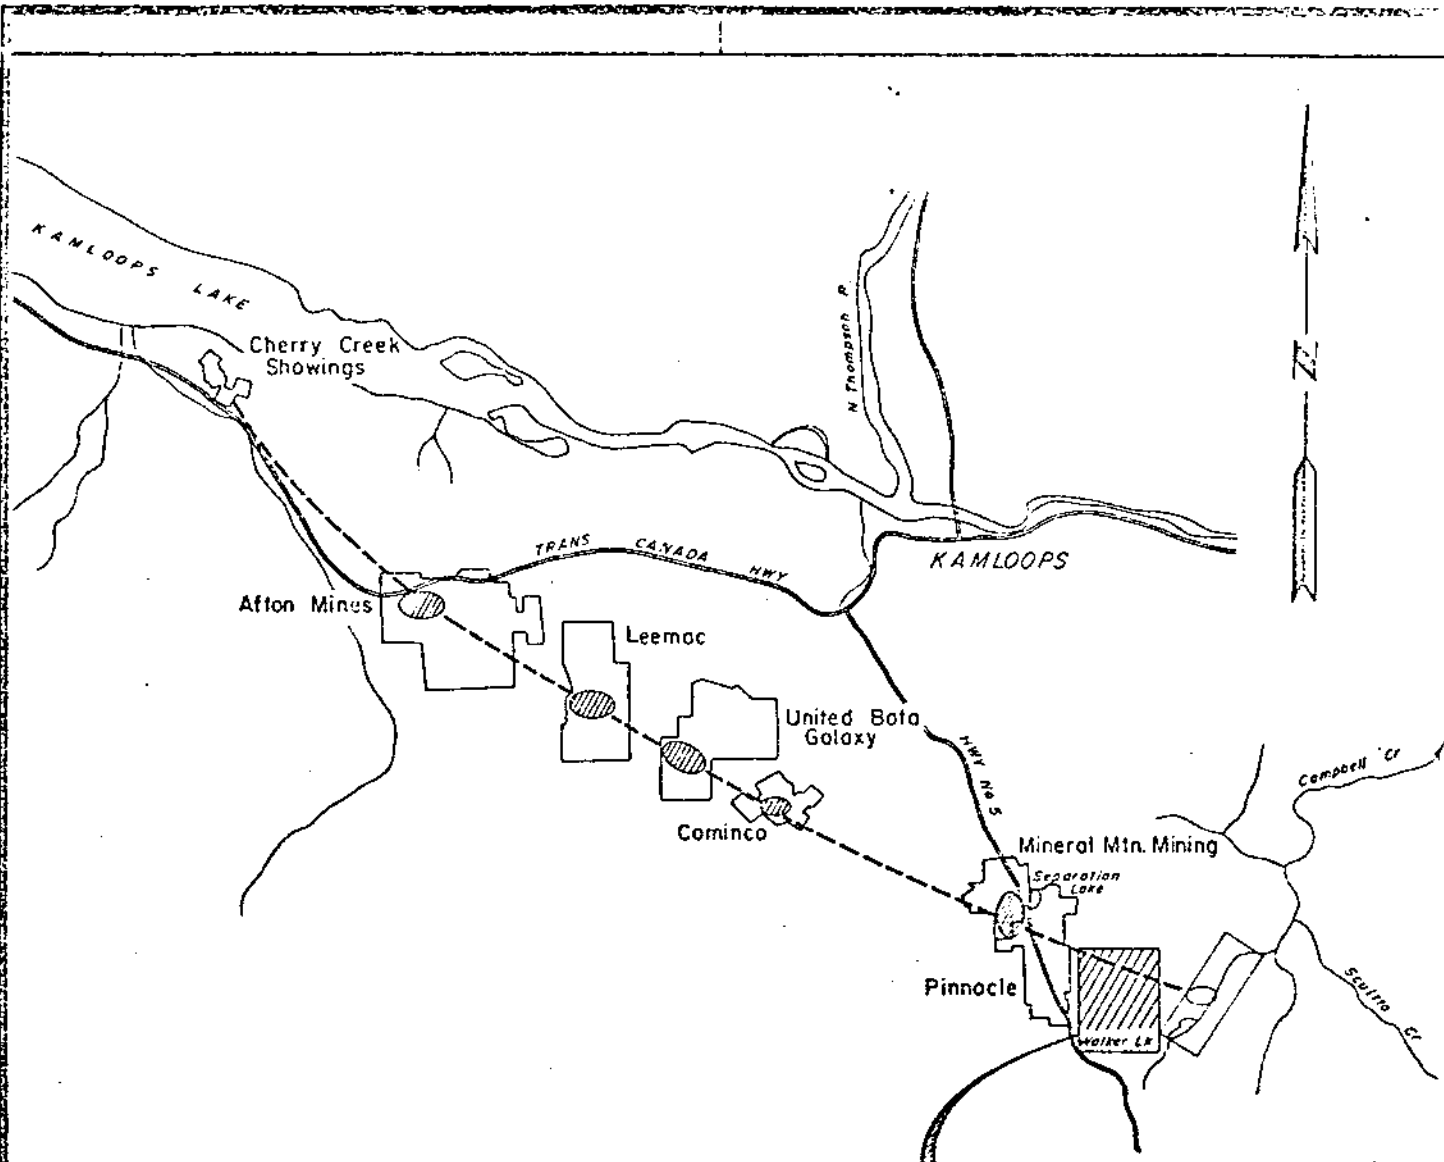 KAMLOOPS LAKE
Cherry Creek
Showings
N Thompson R.
N
TRANS CANADA HWY
KAMLOOPS
Afton Mines
Leemac
United Bata
Galaxy
HWY No 5
Campbell Cr
Cominco
Mineral Mtn. Mining
Separation
Lake
Pinnacle
Scuitto Cr
Walker Lk